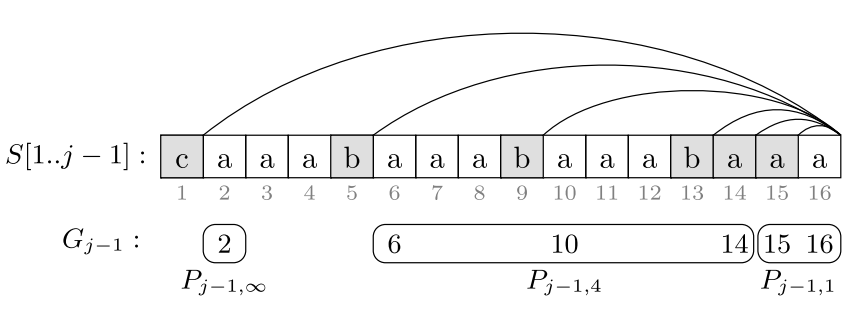 S[1..j − 1] : c a a a b a a a b a a a b a a a
1 2 3 4 5 6 7 8 9 10 11 12 13 14 15 16
G_{j−1} : 2 6 10 14 15 16
P_{j−1,∞} P_{j−1,4} P_{j−1,1}